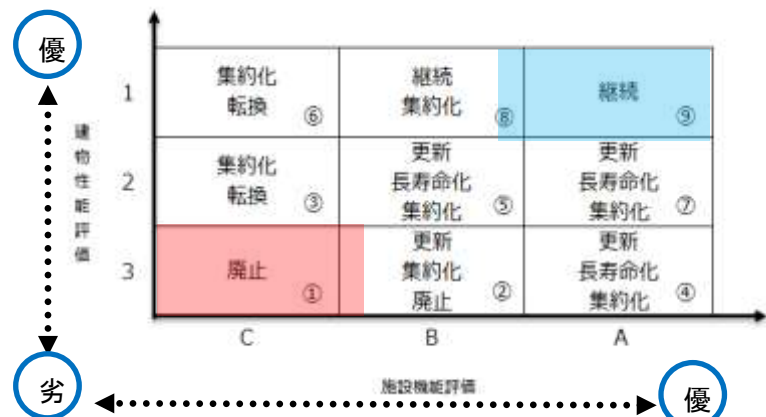 優
建物性能評価
1
集約化
転換
⑥
継続
集約化
⑧
継続
⑨
2
集約化
転換
③
更新
長寿命化
集約化
⑤
更新
長寿命化
集約化
⑦
3
廃止
①
更新
集約化
廃止
②
更新
長寿命化
集約化
④
C
B
A
施設機能評価
劣
優